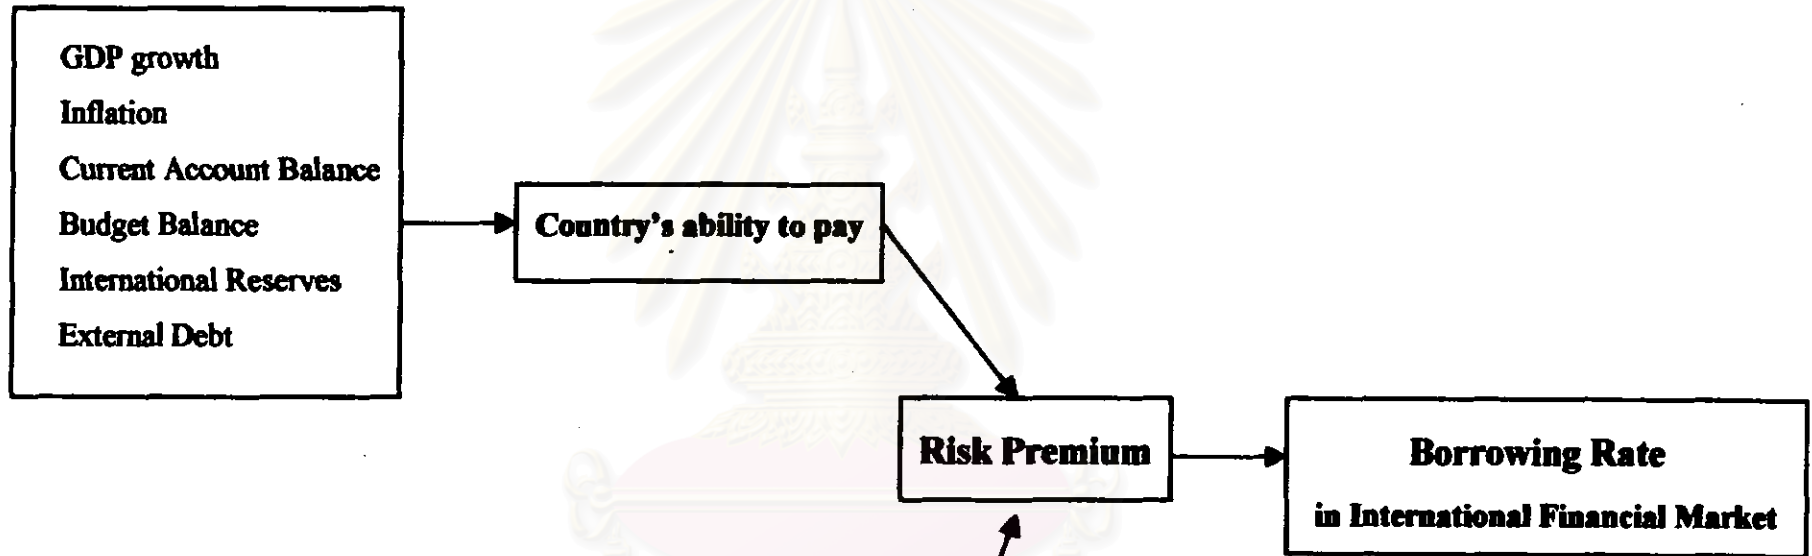 GDP growth
Inflation
Current Account Balance
Budget Balance
International Reserves
External Debt
Country's ability to pay
Risk Premium
Borrowing Rate
in International Financial Market